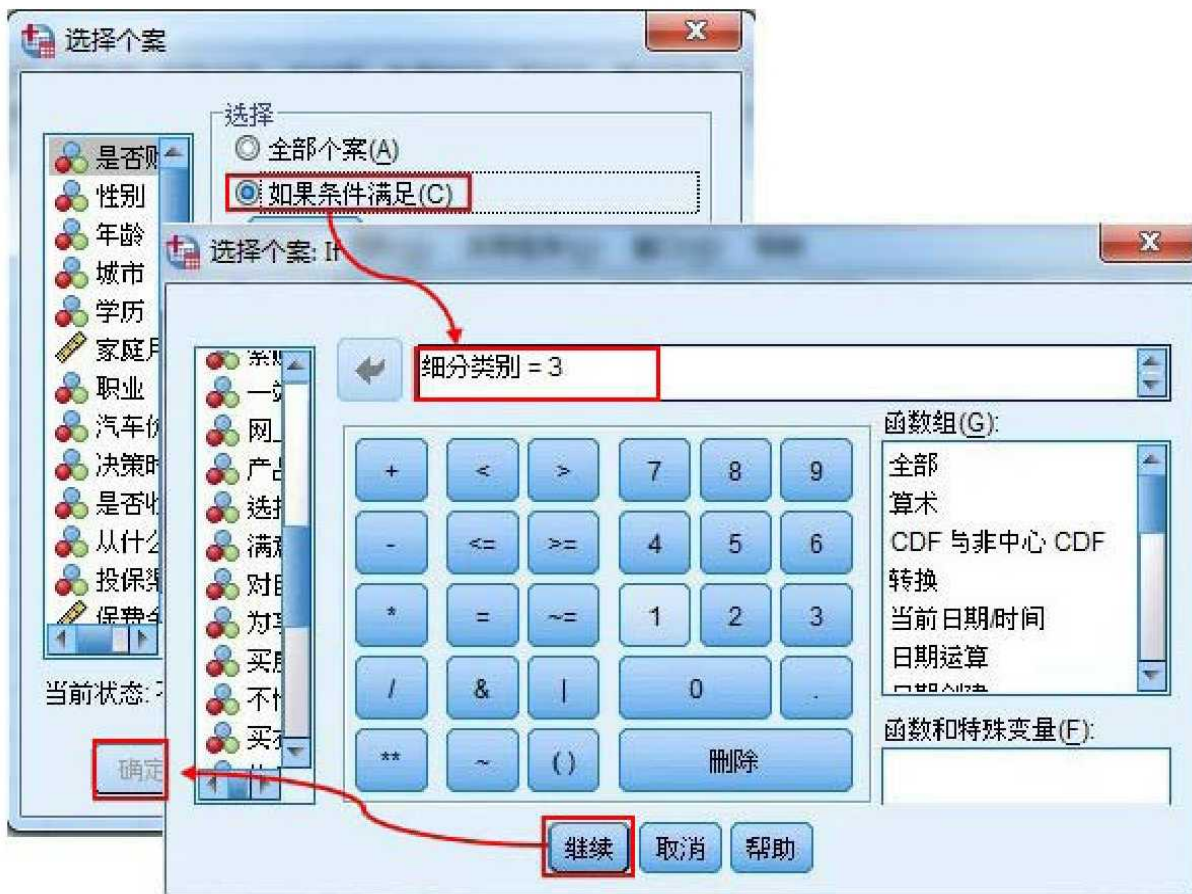 选择个案
选择
全部个案(A)
如果条件满足(C)
是否
性别
年龄
城市
学历
家庭
职业
汽车
决策
是否
从什
投保
保费
当前状态:
确定
选择个案: If
细分类别 = 3
一
网
产
选
满
对
为
买
不
买
+ < > 7 8 9
- <= >= 4 5 6
* = ~= 1 2 3
/ & | 0 .
** ~ ( ) 删除
函数组(G):
全部
算术
CDF 与非中心 CDF
转换
当前日期/时间
日期运算
日期创建
函数和特殊变量(F):
继续 取消 帮助